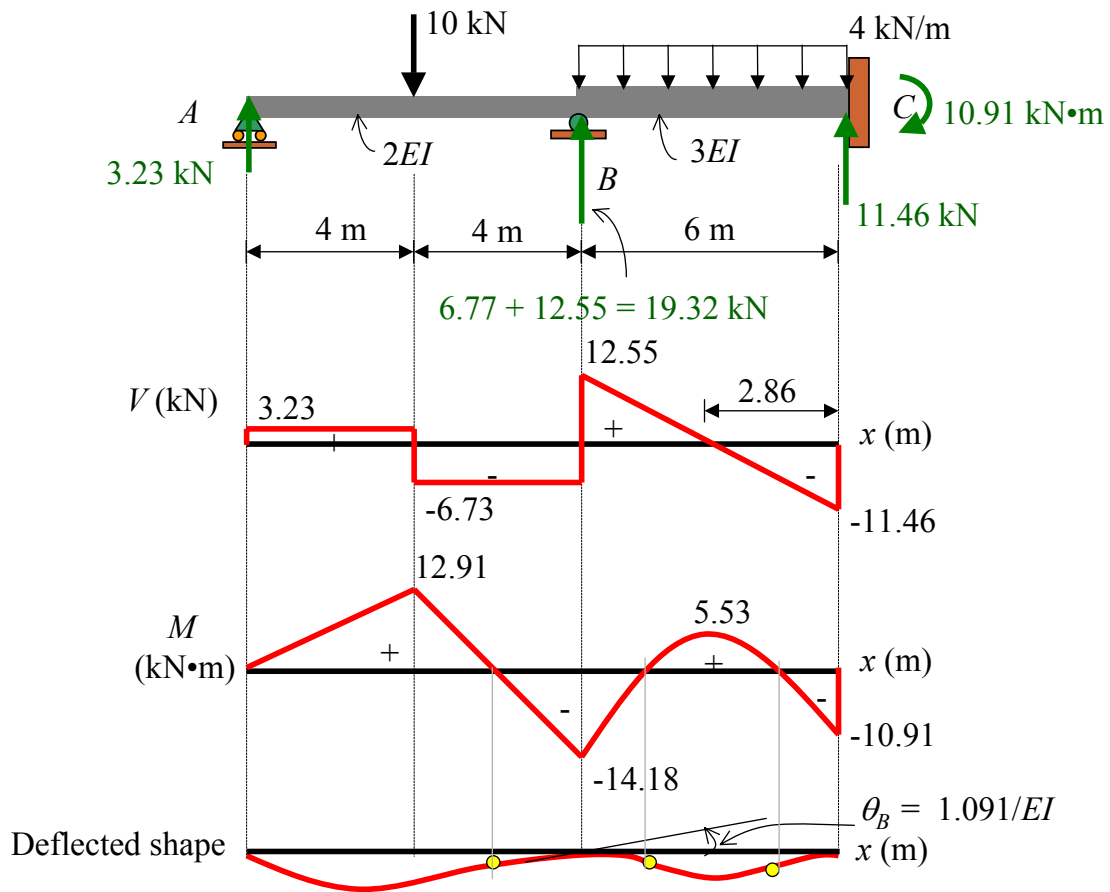 10 kN
4 kN/m
A
C
10.91 kN•m
2EI
3EI
3.23 kN
B
11.46 kN
4 m
4 m
6 m
6.77 + 12.55 = 19.32 kN
12.55
V (kN)
3.23
2.86
x (m)
+
+
-
-
-6.73
-11.46
12.91
5.53
M
(kN•m)
+
+
x (m)
-
-
-10.91
-14.18
θB = 1.091/EI
Deflected shape
x (m)